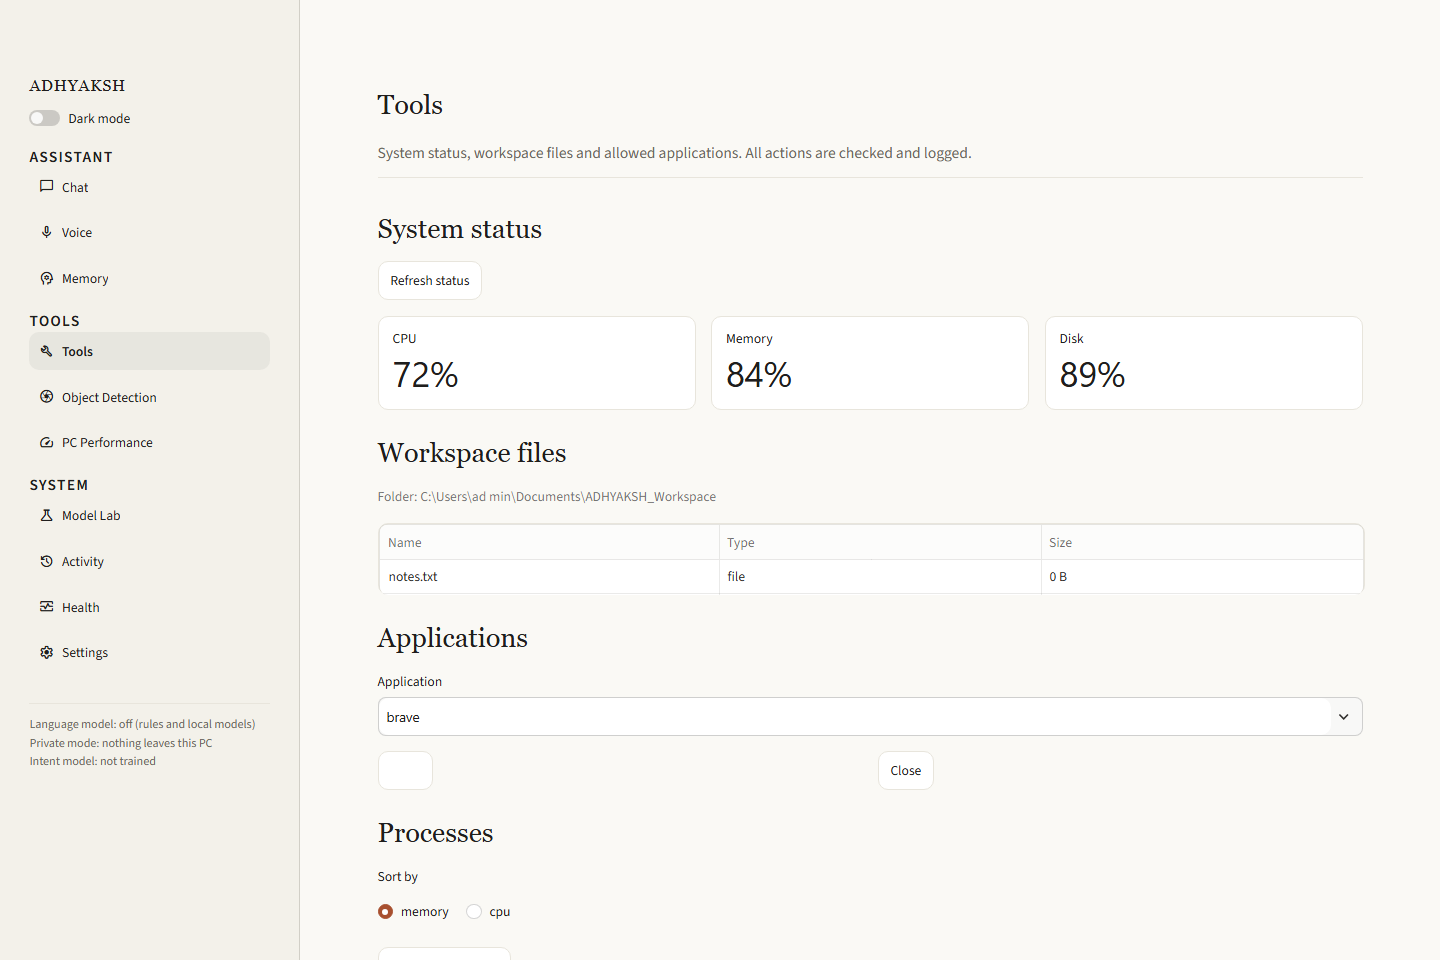 ADHYAKSH
Dark mode
ASSISTANT
Chat
Voice
Memory
TOOLS
Tools
Object Detection
PC Performance
SYSTEM
Model Lab
Activity
Health
Settings
Language model: off (rules and local models)
Private mode: nothing leaves this PC
Intent model: not trained
Tools
System status, workspace files and allowed applications. All actions are checked and logged.
System status
Refresh status
CPU Memory Disk
72% 84% 89%
Workspace files
Folder: C:\Users\ad min\Documents\ADHYAKSH_Workspace
Name Type Size
notes.txt file 0 B
Applications
Application
brave
Close
Processes
Sort by
memory cpu